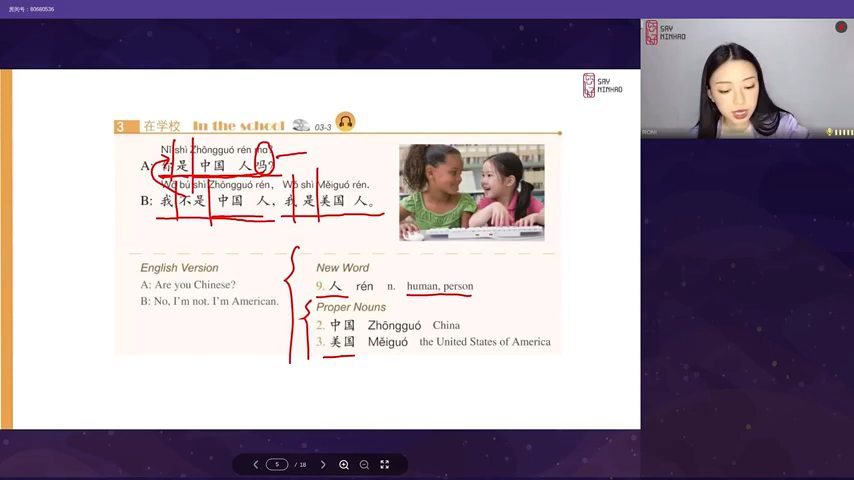 房间号：80680536
SAY
NINHAO
SAY
NINHAO
3 在学校 In the school 03-3
Nǐ shì Zhōngguó rén ma?
A: 你是 中国 人 吗?
Wǒ bú shì Zhōngguó rén, Wǒ shì Měiguó rén.
B: 我 不是 中国 人, 我 是 美国 人。
English Version
A: Are you Chinese?
B: No, I'm not. I'm American.
New Word
9. 人 rén n. human, person
Proper Nouns
2. 中国 Zhōngguó China
3. 美国 Měiguó the United States of America
5 / 18